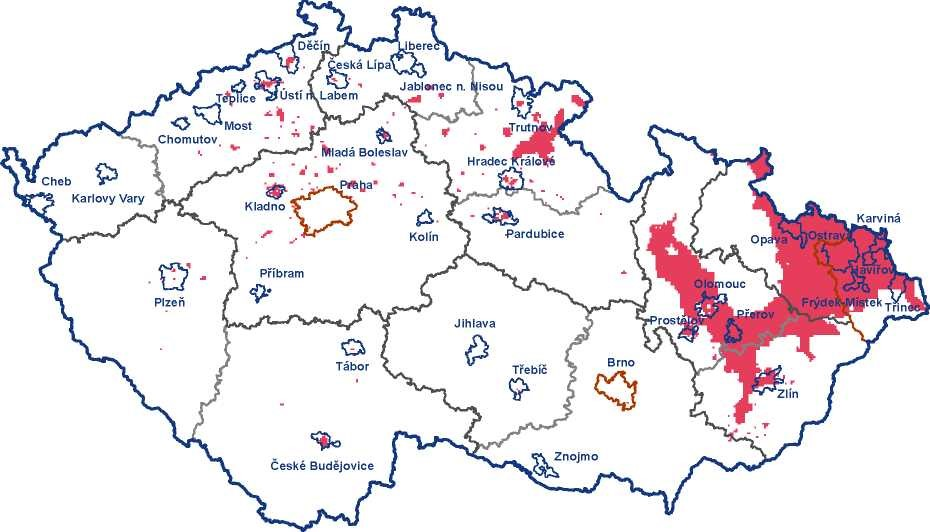 Děčín
Liberec
Česká Lípa
Jablonec n. Nisou
Teplice
Ústí n. Labem
Most
Chomutov
Trutnov
Mladá Boleslav
Hradec Králové
Cheb
Karlovy Vary
Praha
Kladno
Kolín
Pardubice
Karviná
Opava
Ostrava
Havířov
Příbram
Plzeň
Olomouc
Frýdek-Místek
Třinec
Prostějov
Přerov
Jihlava
Tábor
Třebíč
Brno
Zlín
České Budějovice
Znojmo